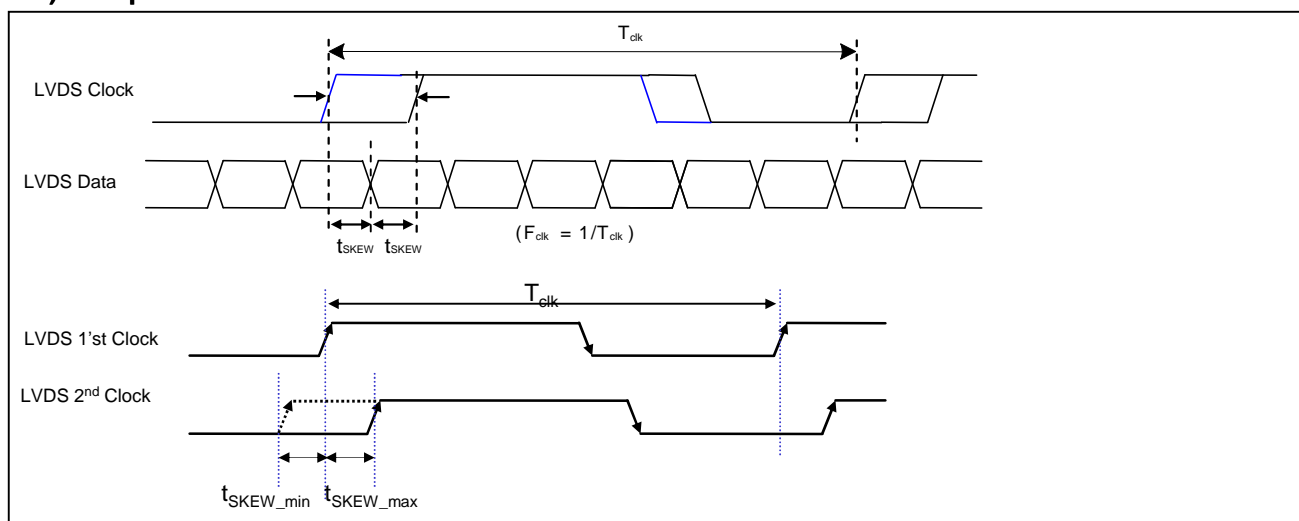 T clk
LVDS Clock
LVDS Data
tSKEW tSKEW
(Fclk = 1/Tclk)
Tclk
LVDS 1'st Clock
LVDS 2nd Clock
tSKEW_min tSKEW_max